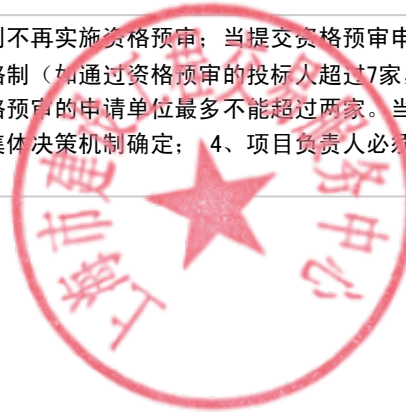 则不再实施资格预审；当提交资格预审申
格制（如通过资格预审的投标人超过7家，
格预审的申请单位最多不能超过两家。当
集体决策机制确定； 4、项目负责人必须
上海市建设工程交易服务中心